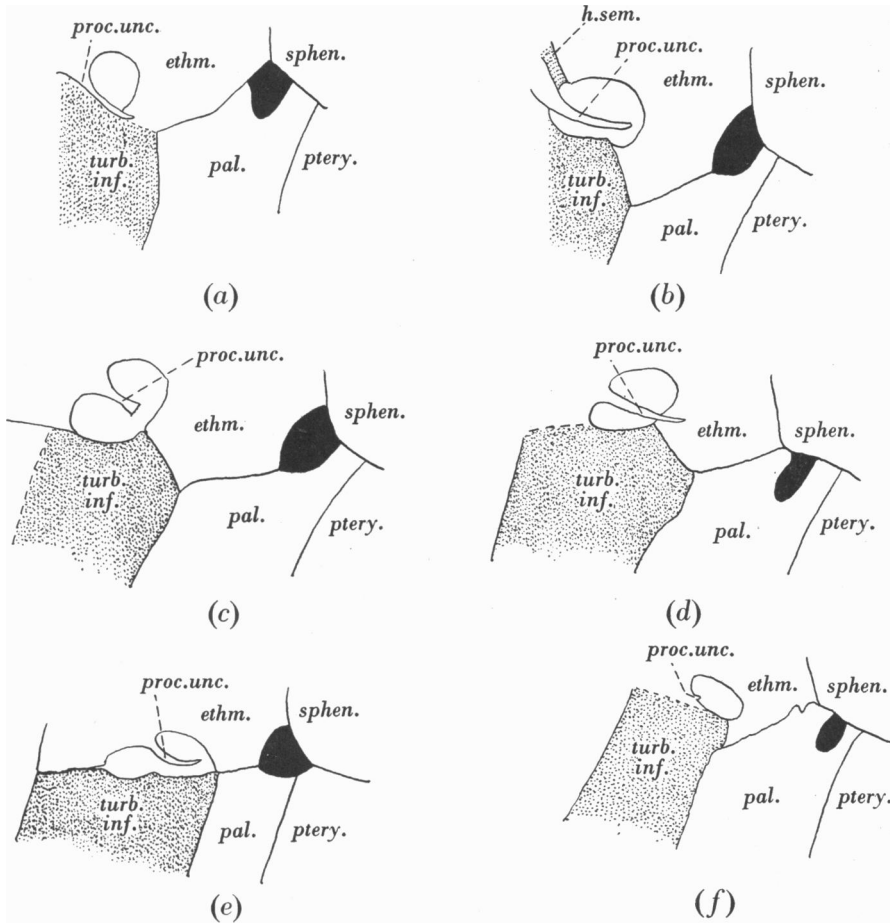 proc.unc.
ethm.
sphen.
turb.
inf.
pal.
ptery.
(a)
h.sem.
proc.unc.
ethm.
sphen.
turb.
inf.
pal.
ptery.
(b)
proc.unc.
ethm.
sphen.
turb.
inf.
pal.
ptery.
(c)
proc.unc.
ethm.
sphen.
turb.
inf.
pal.
ptery.
(d)
proc.unc.
ethm.
sphen.
turb.
inf.
pal.
ptery.
(e)
proc.unc.
ethm.
sphen.
turb.
inf.
pal.
ptery.
(f)